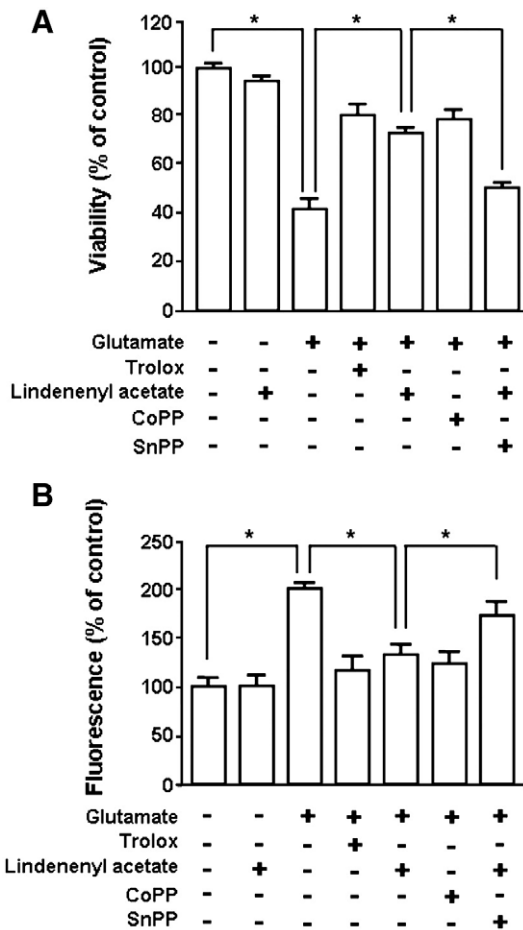 A
* * *
Viability (% of control)
120
100
80
60
40
20
0
Glutamate - - + + + + +
Trolox - - - + - - -
Lindenenyl acetate - + - - + - +
CoPP - - - - - + -
SnPP - - - - - - +
B
* * *
Fluorescence (% of control)
250
200
150
100
50
0
Glutamate - - + + + + +
Trolox - - - + - - -
Lindenenyl acetate - + - - + - +
CoPP - - - - - + -
SnPP - - - - - - +